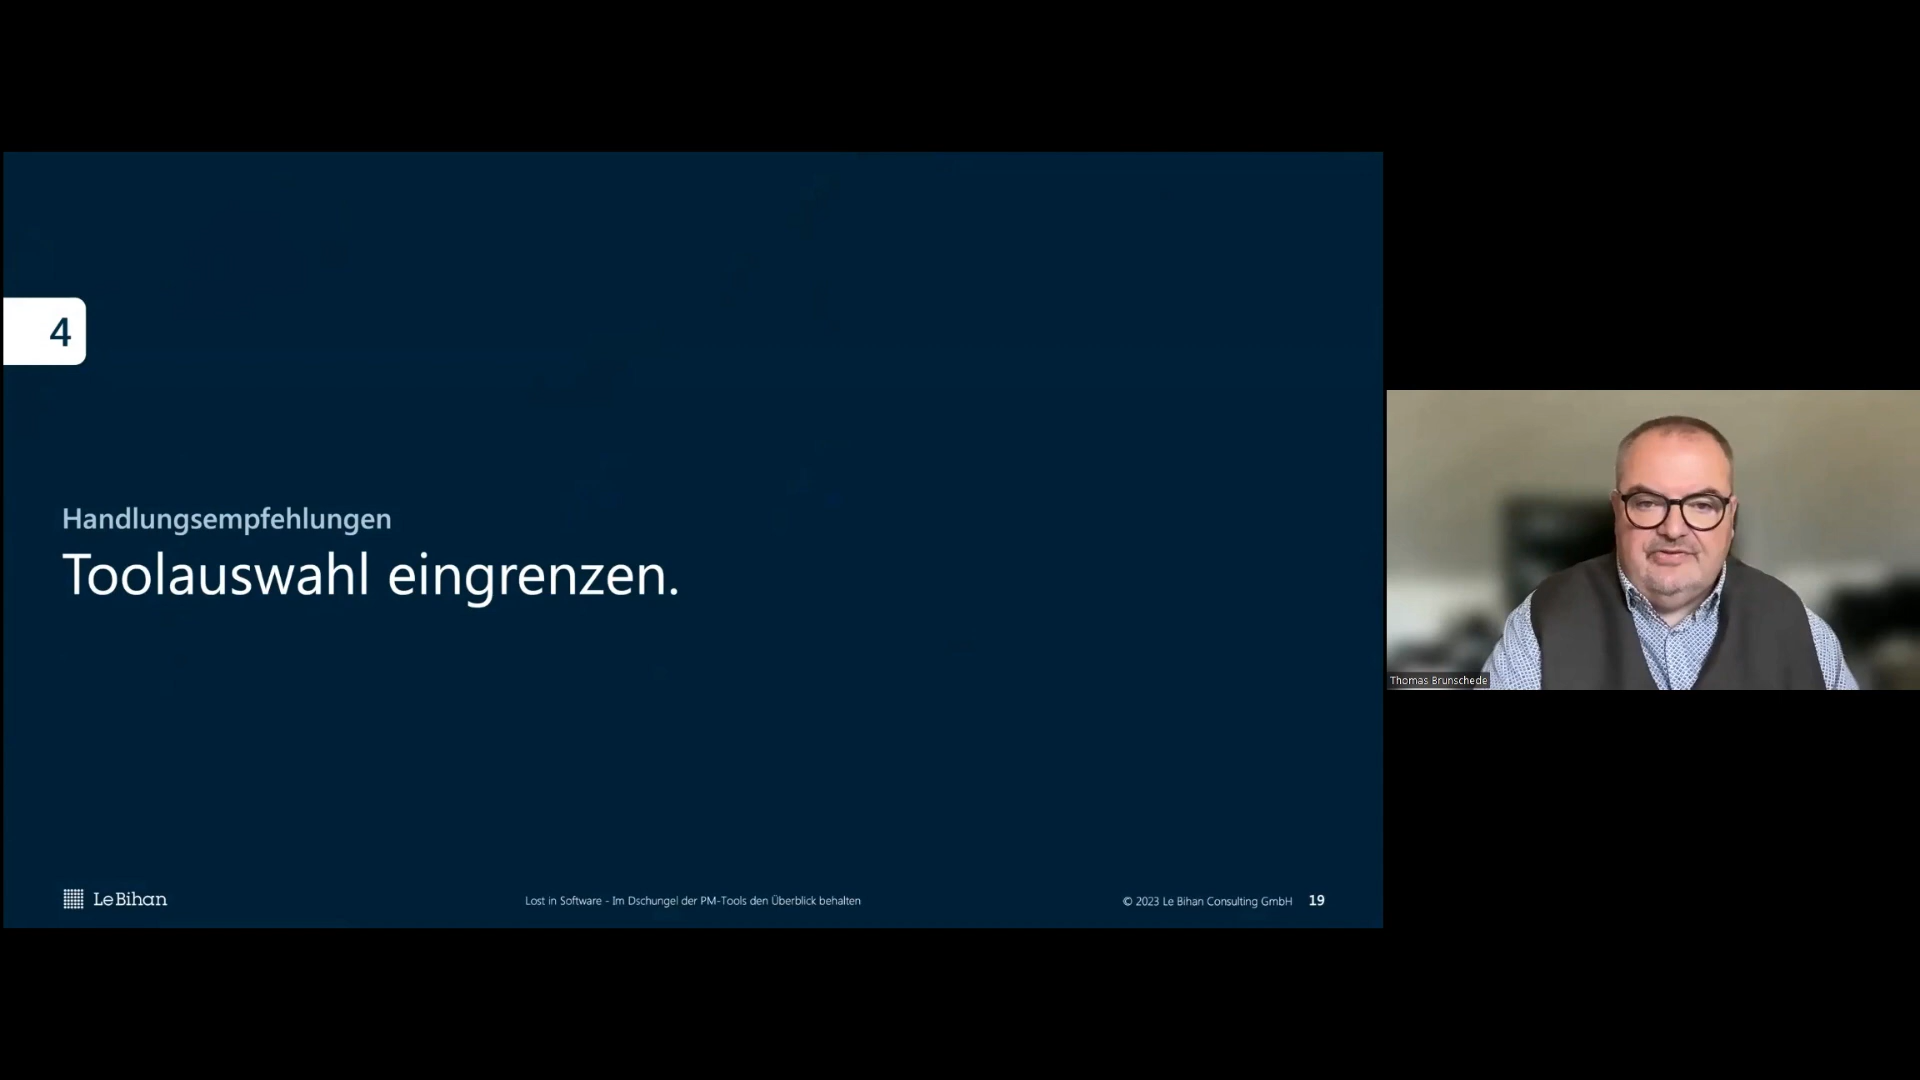 4
Handlungsempfehlungen
Toolauswahl eingrenzen.
Le Bihan
Lost in Software - Im Dschungel der PM-Tools den Überblick behalten
© 2023 Le Bihan Consulting GmbH 19
Thomas Brunschede